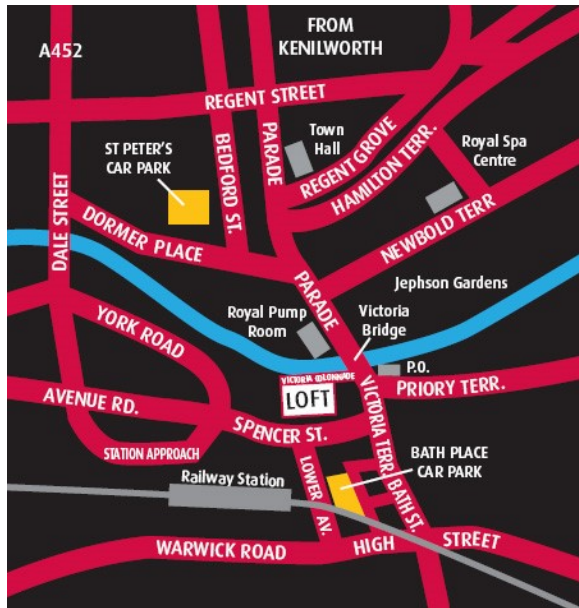 FROM
KENILWORTH
A452
REGENT STREET
ST PETER'S
CAR PARK
BEDFORD ST.
PARADE
Town
Hall
REGENT GROVE
HAMILTON TERR.
Royal Spa
Centre
DALE STREET
DORMER PLACE
NEWBOLD TERR
Jephson Gardens
PARADE
Royal Pump
Room
Victoria
Bridge
YORK ROAD
P.O.
VICTORIA COLONNADE
LOFT
PRIORY TERR.
AVENUE RD.
SPENCER ST.
VICTORIA TERR.
STATION APPROACH
BATH PLACE
CAR PARK
Railway Station
LOWER AV.
BATH ST.
WARWICK ROAD
HIGH STREET